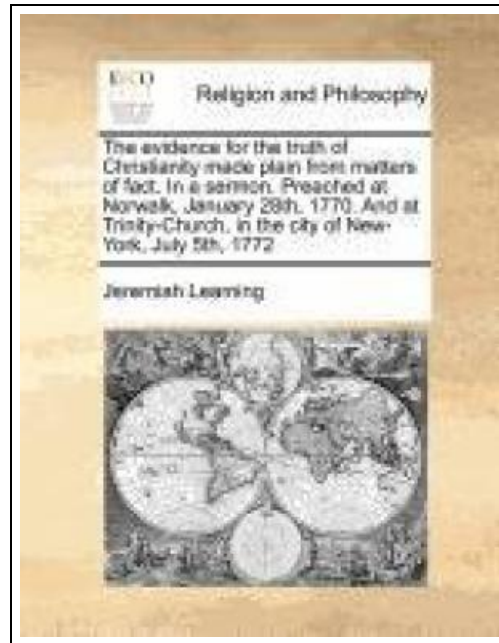 ECCO
Religion and Philosophy
The evidence for the truth of
Christianity made plain from matters
of fact. In a sermon. Preached at
Norwalk, January 28th, 1770. And at
Trinity-Church, in the city of New-
York, July 5th, 1772
Jeremiah Leaming